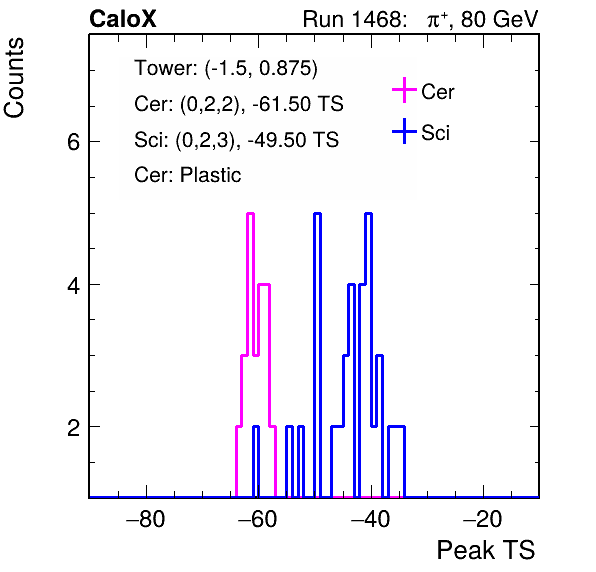 CaloX Run 1468: π⁺, 80 GeV
Counts
Tower: (-1.5, 0.875)
Cer: (0,2,2), -61.50 TS
Sci: (0,2,3), -49.50 TS
Cer: Plastic
Cer
Sci
6
4
2
−80 −60 −40 −20
Peak TS